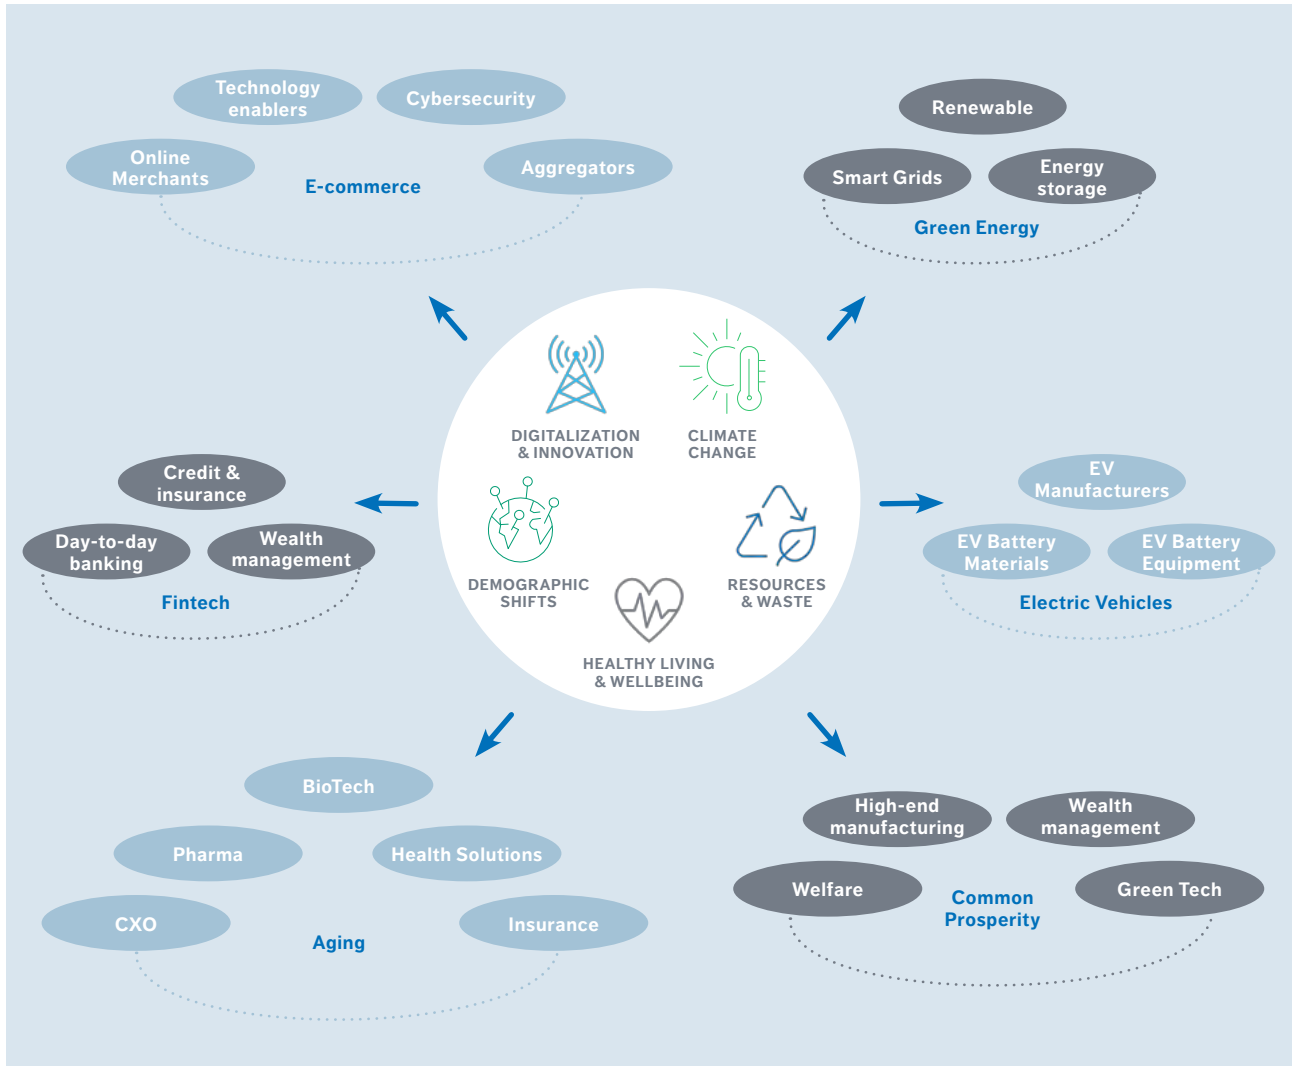 Technology
enablers
Cybersecurity
Online
Merchants
Aggregators
E-commerce
Renewable
Smart Grids
Energy
storage
Green Energy
DIGITALIZATION
& INNOVATION
CLIMATE
CHANGE
DEMOGRAPHIC
SHIFTS
RESOURCES
& WASTE
HEALTHY LIVING
& WELLBEING
Credit &
insurance
Day-to-day
banking
Wealth
management
Fintech
EV
Manufacturers
EV Battery
Materials
EV Battery
Equipment
Electric Vehicles
BioTech
Pharma
Health Solutions
CXO
Insurance
Aging
High-end
manufacturing
Wealth
management
Welfare
Green Tech
Common
Prosperity